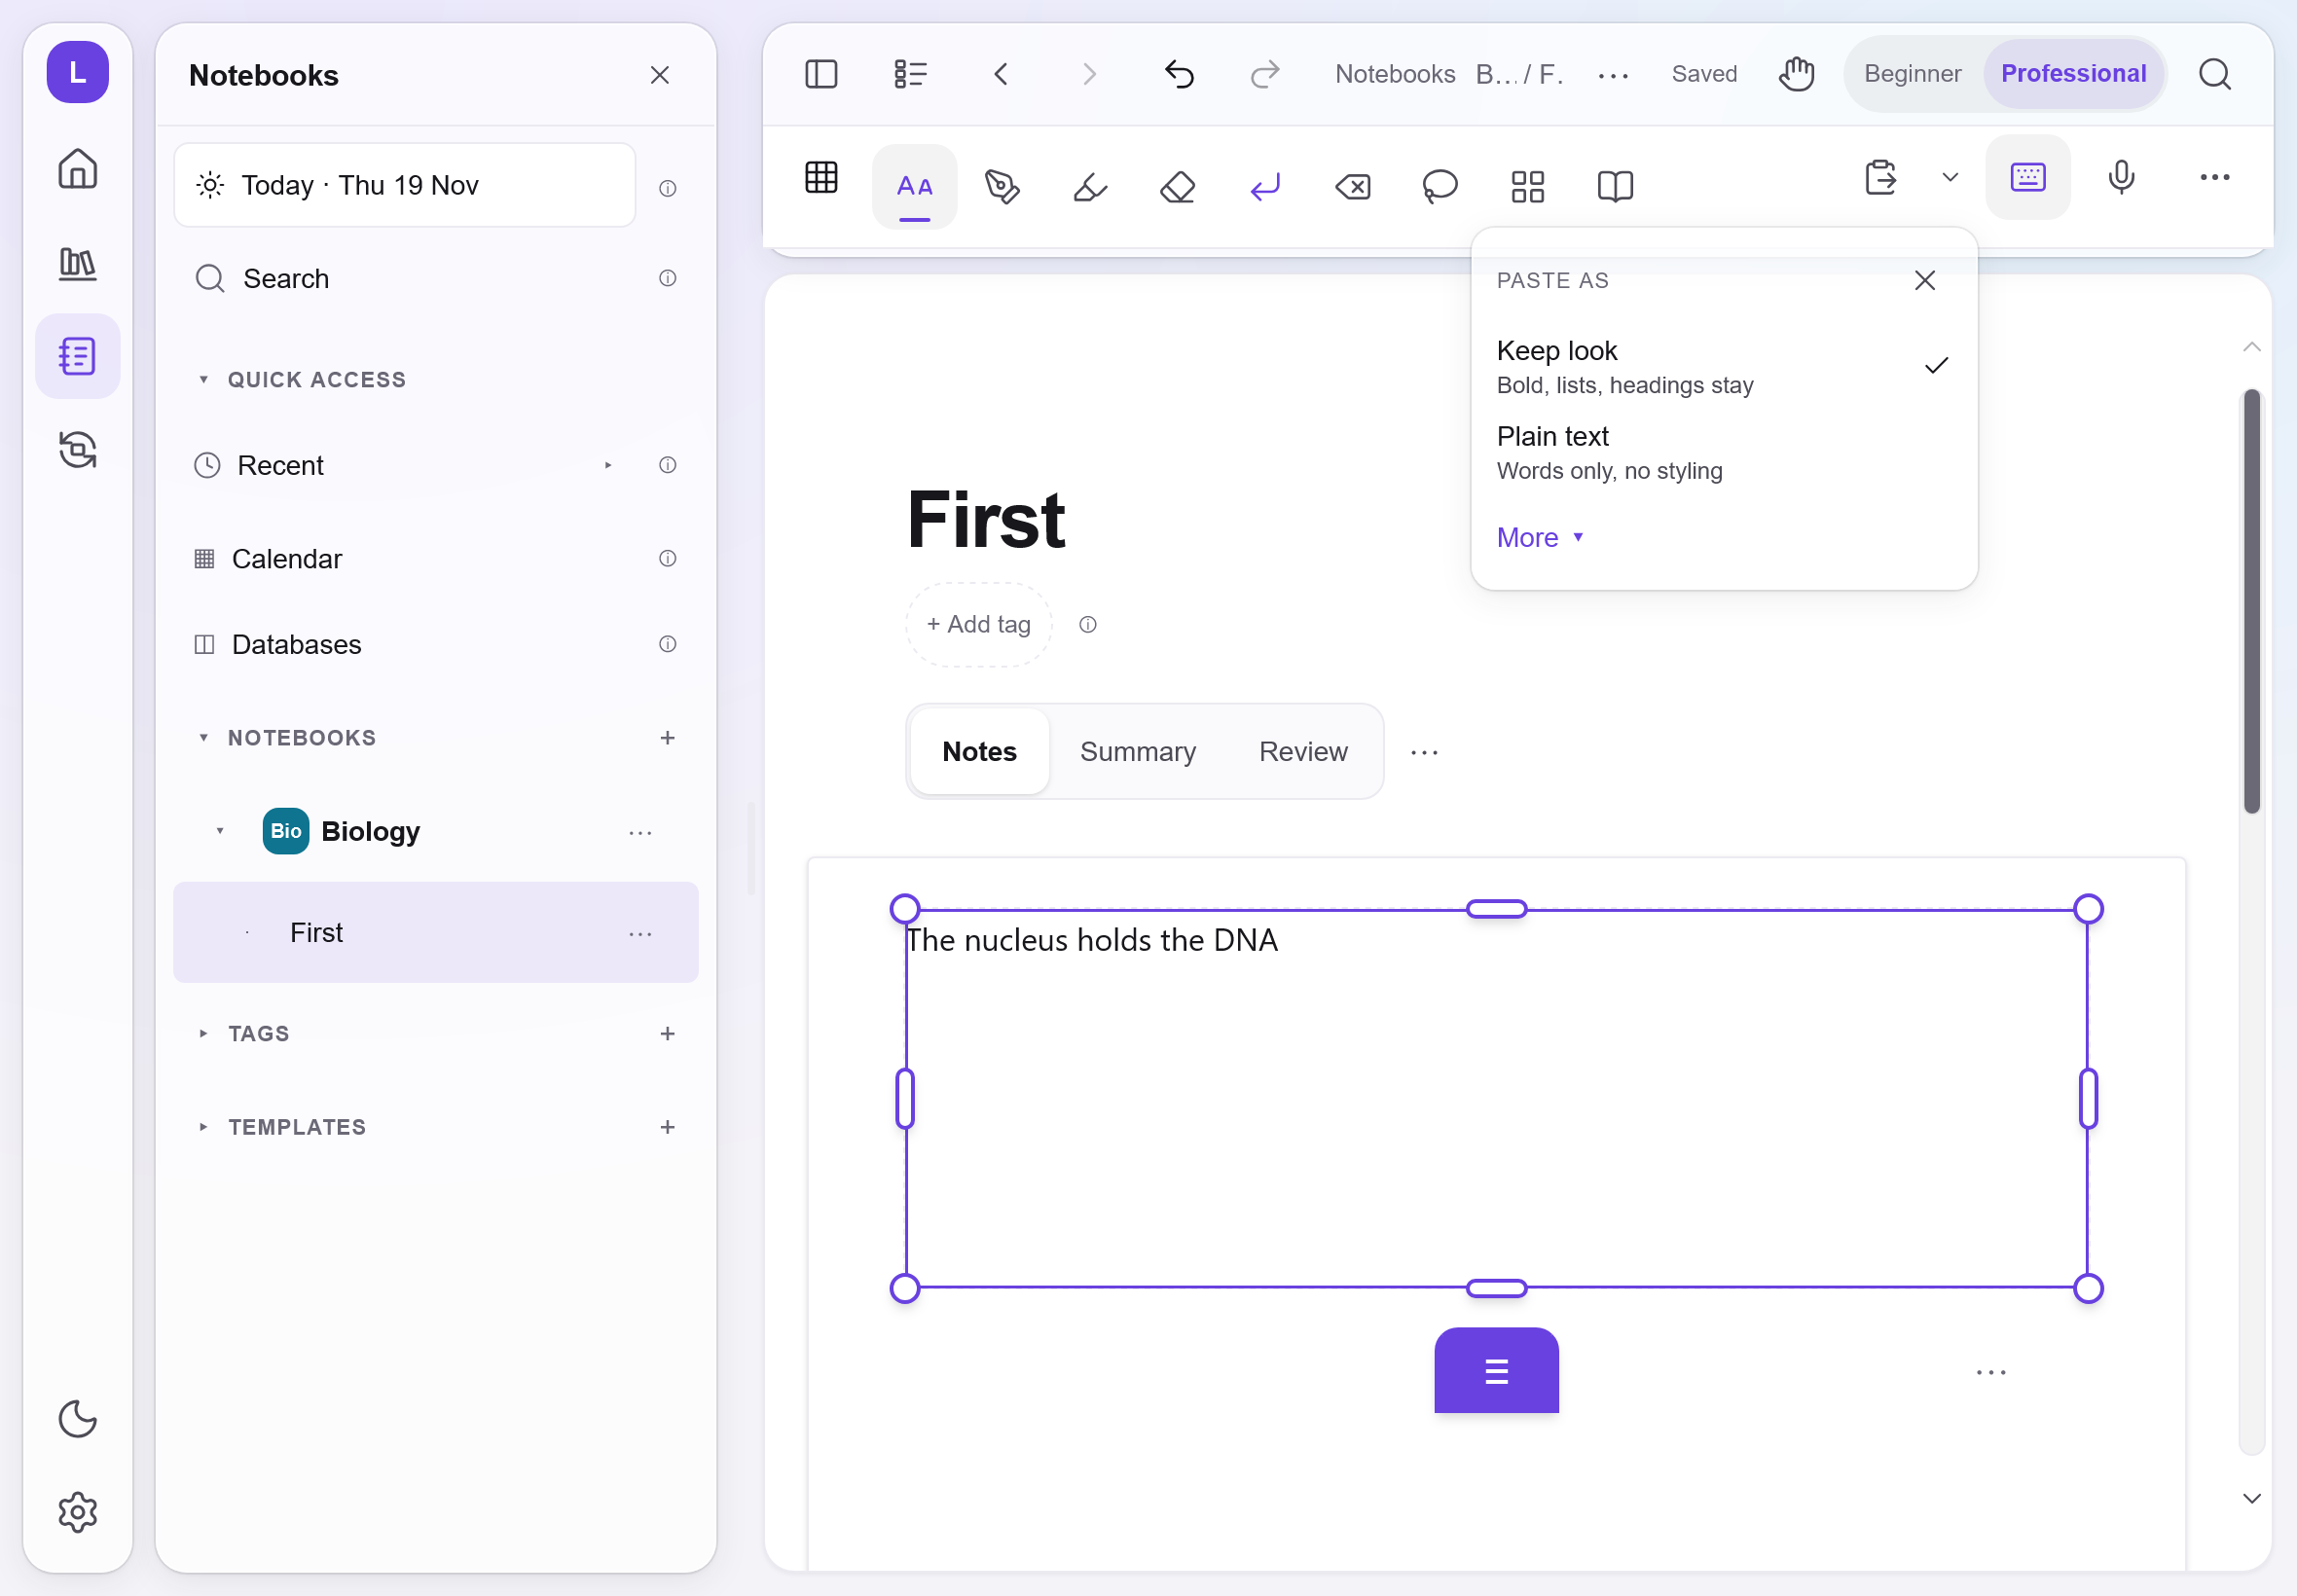 L
Notebooks
Today · Thu 19 Nov
Search
QUICK ACCESS
Recent
Calendar
Databases
NOTEBOOKS
Bio Biology
First
TAGS
TEMPLATES
Notebooks B… / F.
Saved
Beginner
Professional
AA
PASTE AS
Keep look
Bold, lists, headings stay
Plain text
Words only, no styling
More
First
+ Add tag
Notes
Summary
Review
The nucleus holds the DNA